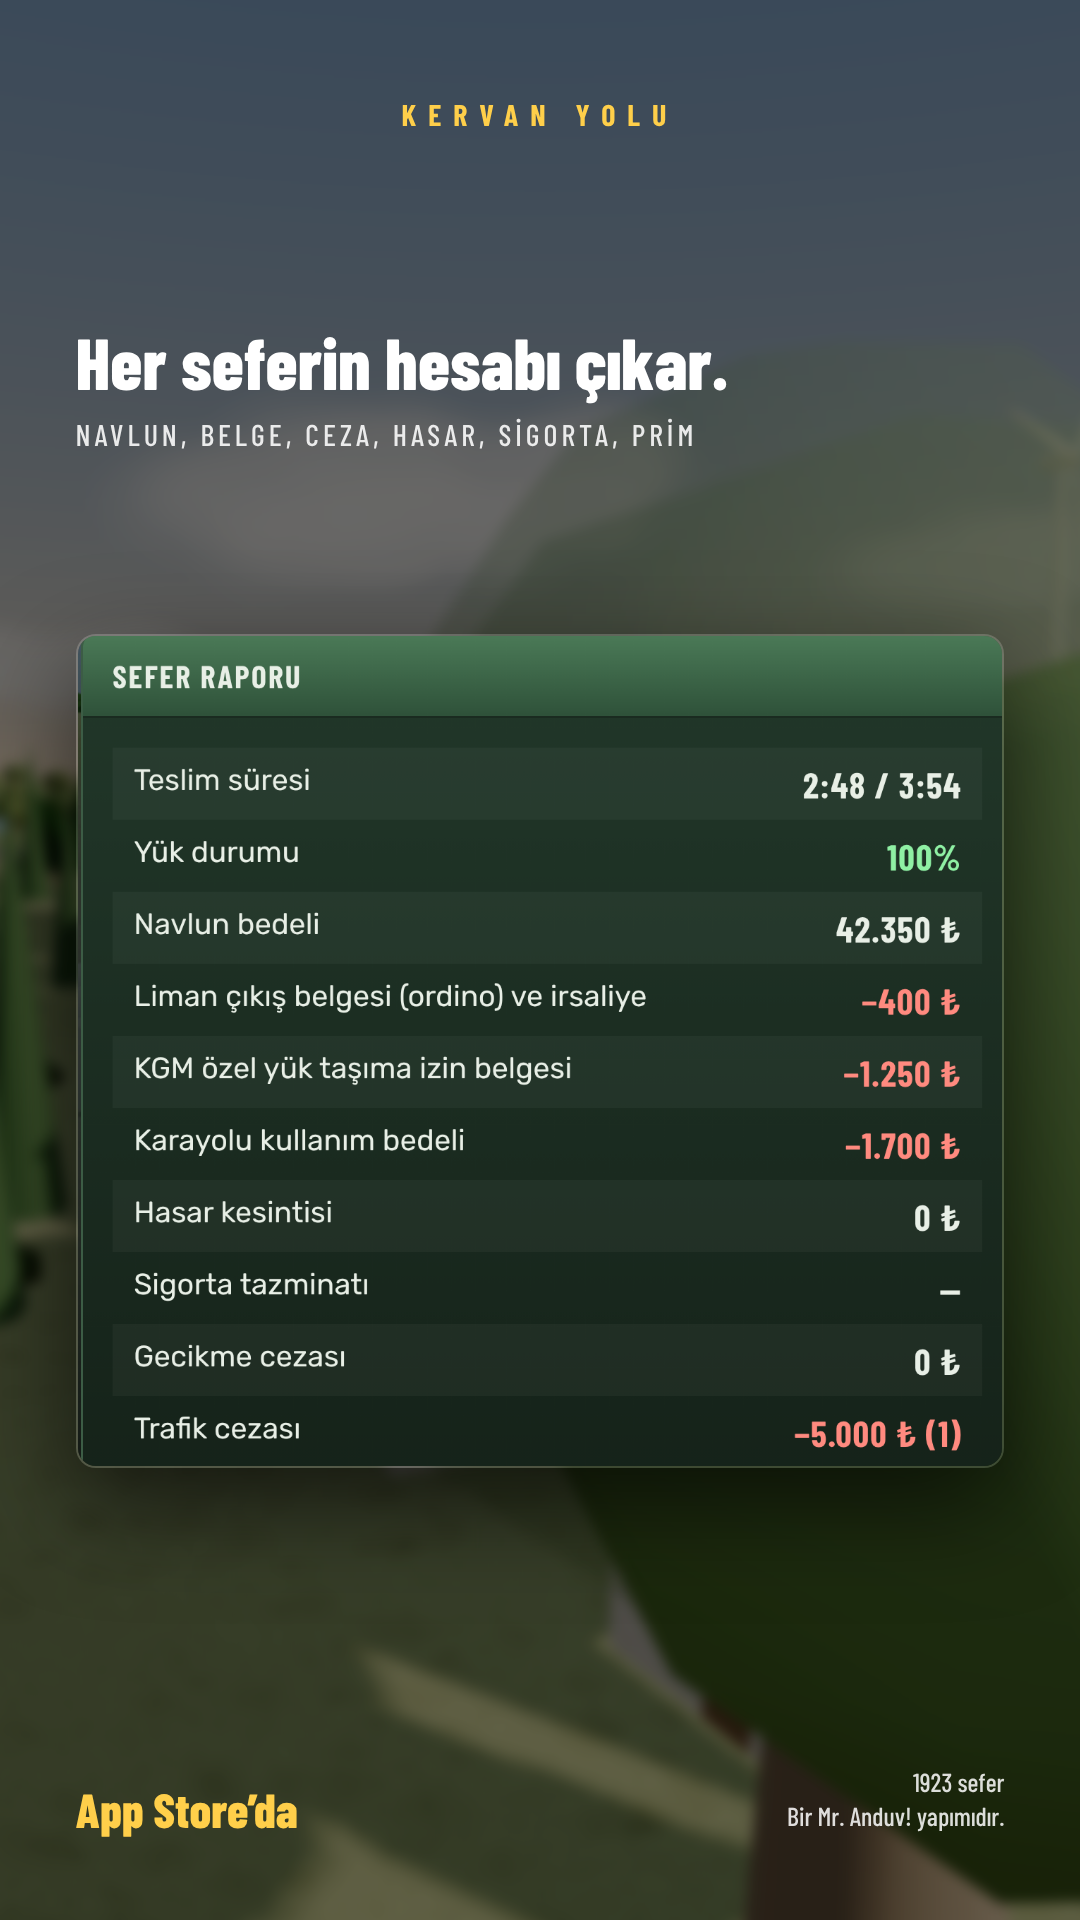 KERVAN YOLU
Her seferin hesabı çıkar.
NAVLUN, BELGE, CEZA, HASAR, SİGORTA, PRİM
SEFER RAPORU
Teslim süresi 2:48 / 3:54
Yük durumu 100%
Navlun bedeli 42.350 ₺
Liman çıkış belgesi (ordino) ve irsaliye −400 ₺
KGM özel yük taşıma izin belgesi −1.250 ₺
Karayolu kullanım bedeli −1.700 ₺
Hasar kesintisi 0 ₺
Sigorta tazminatı –
Gecikme cezası 0 ₺
Trafik cezası −5.000 ₺ (1)
App Store’da
1923 sefer
Bir Mr. Anduv! yapımıdır.